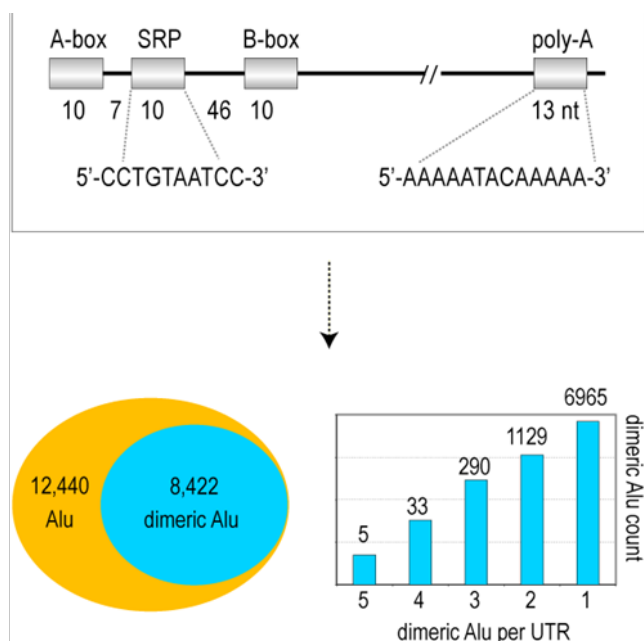 A-box SRP B-box poly-A
10 7 10 46 10 13 nt
5'-CCTGTAATCC-3' 5'-AAAAATACAAAAA-3'
12,440
Alu
8,422
dimeric Alu
6965
1129
290
33
5
dimeric Alu count
5 4 3 2 1
dimeric Alu per UTR